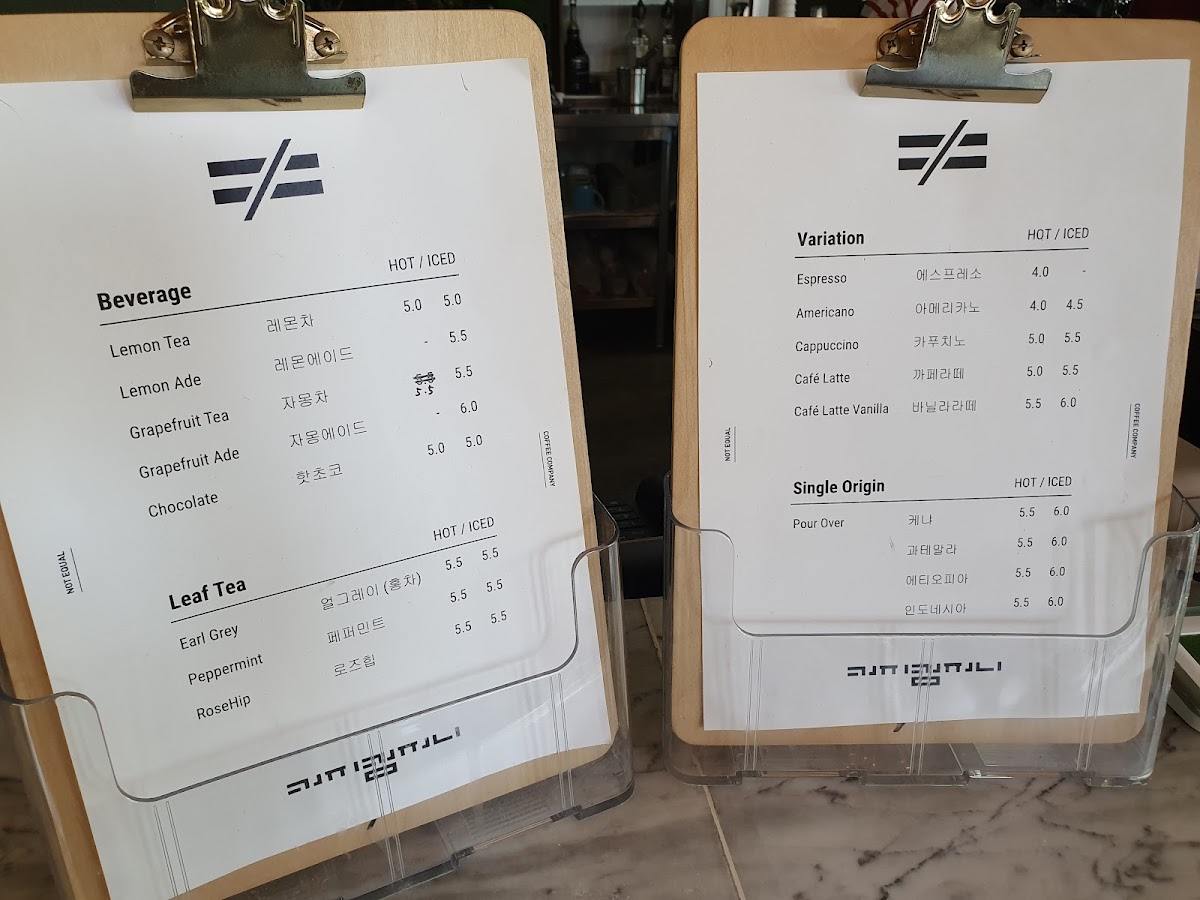 Beverage HOT / ICED
Lemon Tea 레몬차 5.0 5.0
Lemon Ade 레몬에이드 - 5.5
Grapefruit Tea 자몽차 5.5 5.5
Grapefruit Ade 자몽에이드 - 6.0
Chocolate 핫초코 5.0 5.0
NOT EQUAL
COFFEE COMPANY
Leaf Tea HOT / ICED
Earl Grey 얼그레이 (홍차) 5.5 5.5
Peppermint 페퍼민트 5.5 5.5
RoseHip 로즈힙 5.5 5.5
Variation HOT / ICED
Espresso 에스프레소 4.0 -
Americano 아메리카노 4.0 4.5
Cappuccino 카푸치노 5.0 5.5
Café Latte 까페라떼 5.0 5.5
Café Latte Vanilla 바닐라라떼 5.5 6.0
NOT EQUAL
COFFEE COMPANY
Single Origin HOT / ICED
Pour Over 케냐 5.5 6.0
과테말라 5.5 6.0
에티오피아 5.5 6.0
인도네시아 5.5 6.0